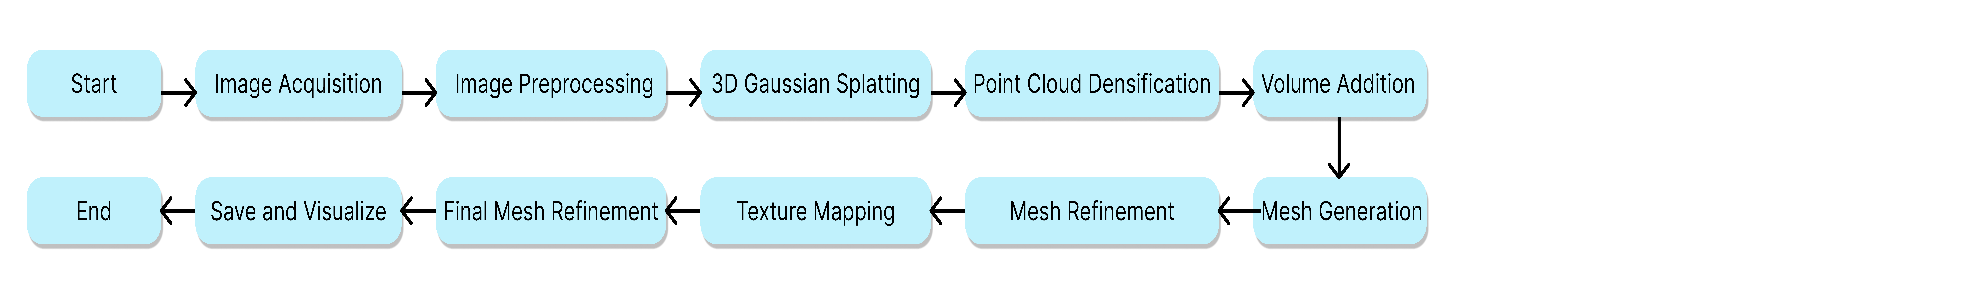 Start
Image Acquisition
Image Preprocessing
3D Gaussian Splatting
Point Cloud Densification
Volume Addition
Mesh Generation
Mesh Refinement
Texture Mapping
Final Mesh Refinement
Save and Visualize
End